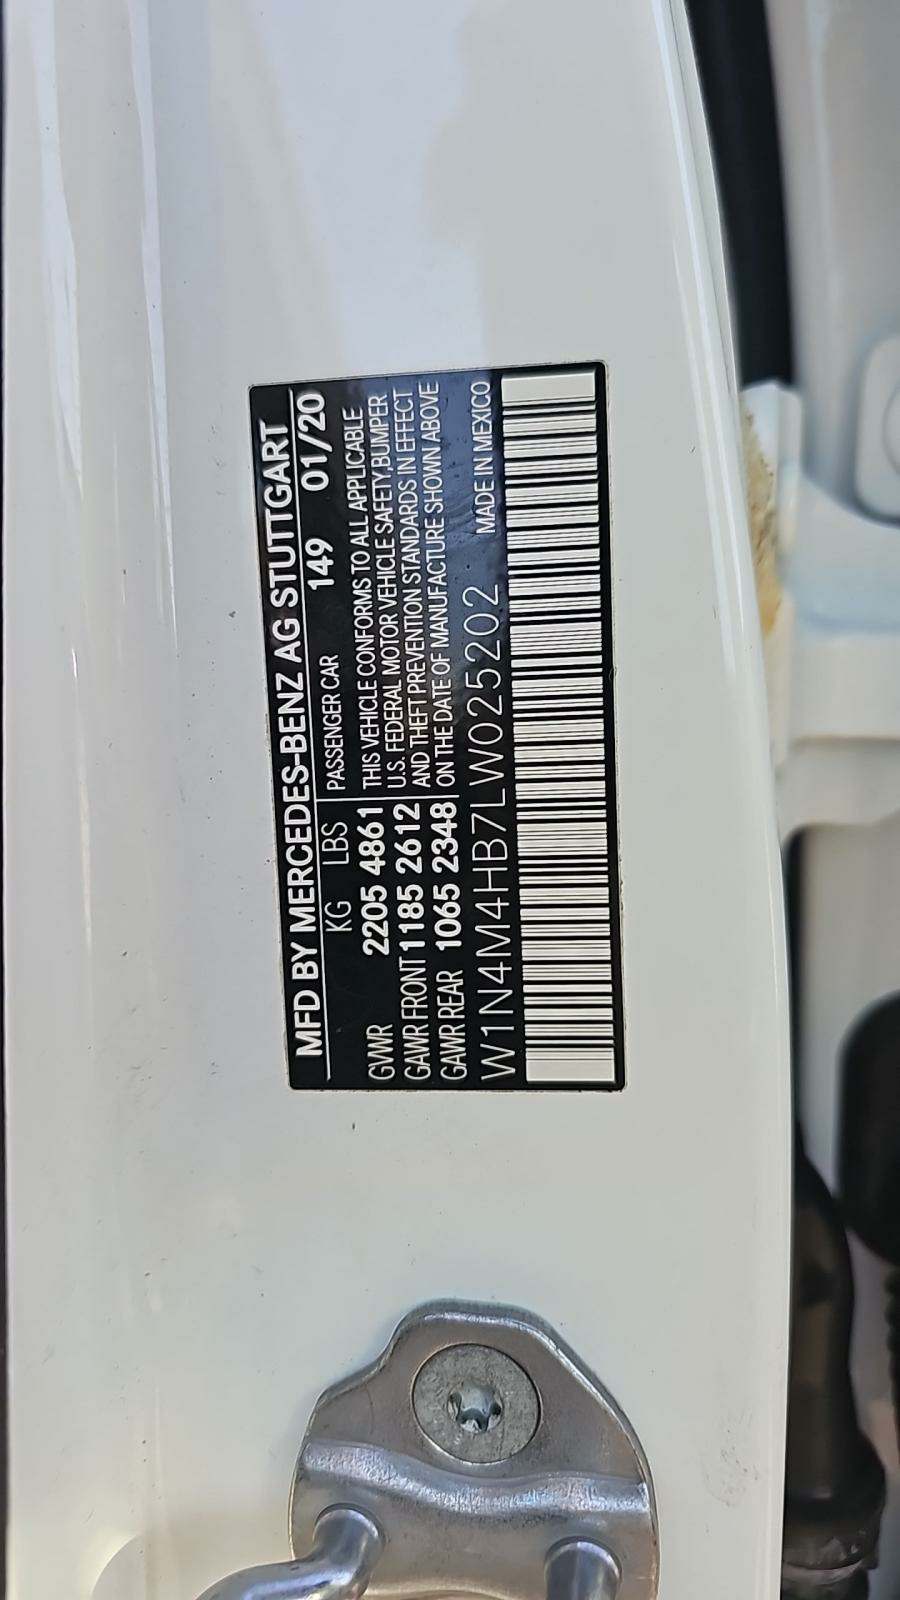 MFD BY MERCEDES-BENZ AG STUTTGART
KG LBS PASSENGER CAR 149 01/20
GVWR 2205 4861 THIS VEHICLE CONFORMS TO ALL APPLICABLE
U.S. FEDERAL MOTOR VEHICLE SAFETY,BUMPER
GAWR FRONT 1185 2612 AND THEFT PREVENTION STANDARDS IN EFFECT
GAWR REAR 1065 2348 ON THE DATE OF MANUFACTURE SHOWN ABOVE
W1N4M4HB7LW025202 MADE IN MEXICO